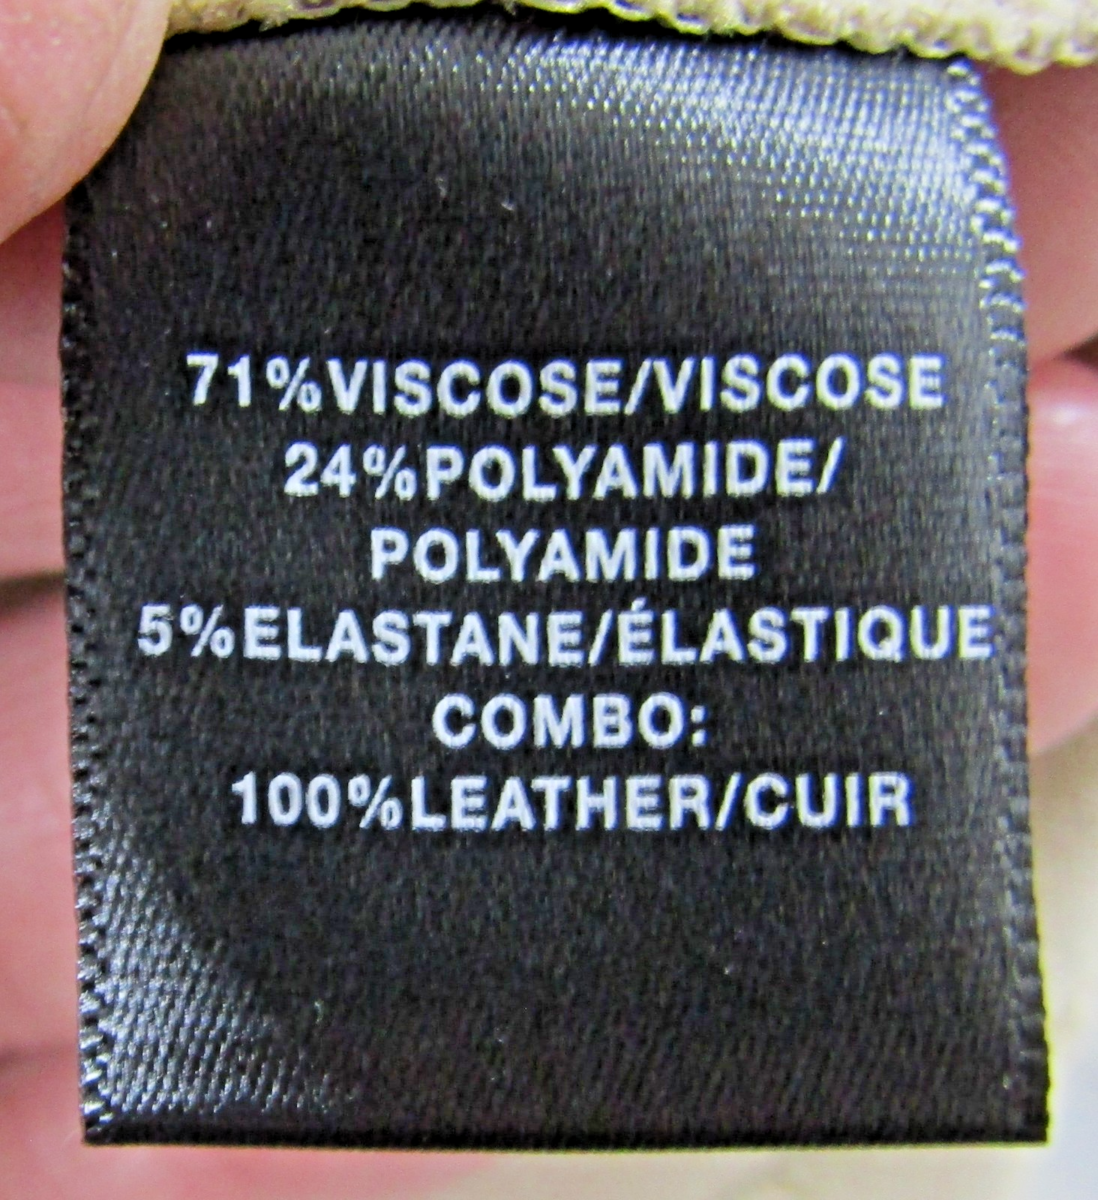 71%VISCOSE/VISCOSE
24%POLYAMIDE/
POLYAMIDE
5%ELASTANE/ÉLASTIQUE
COMBO:
100%LEATHER/CUIR